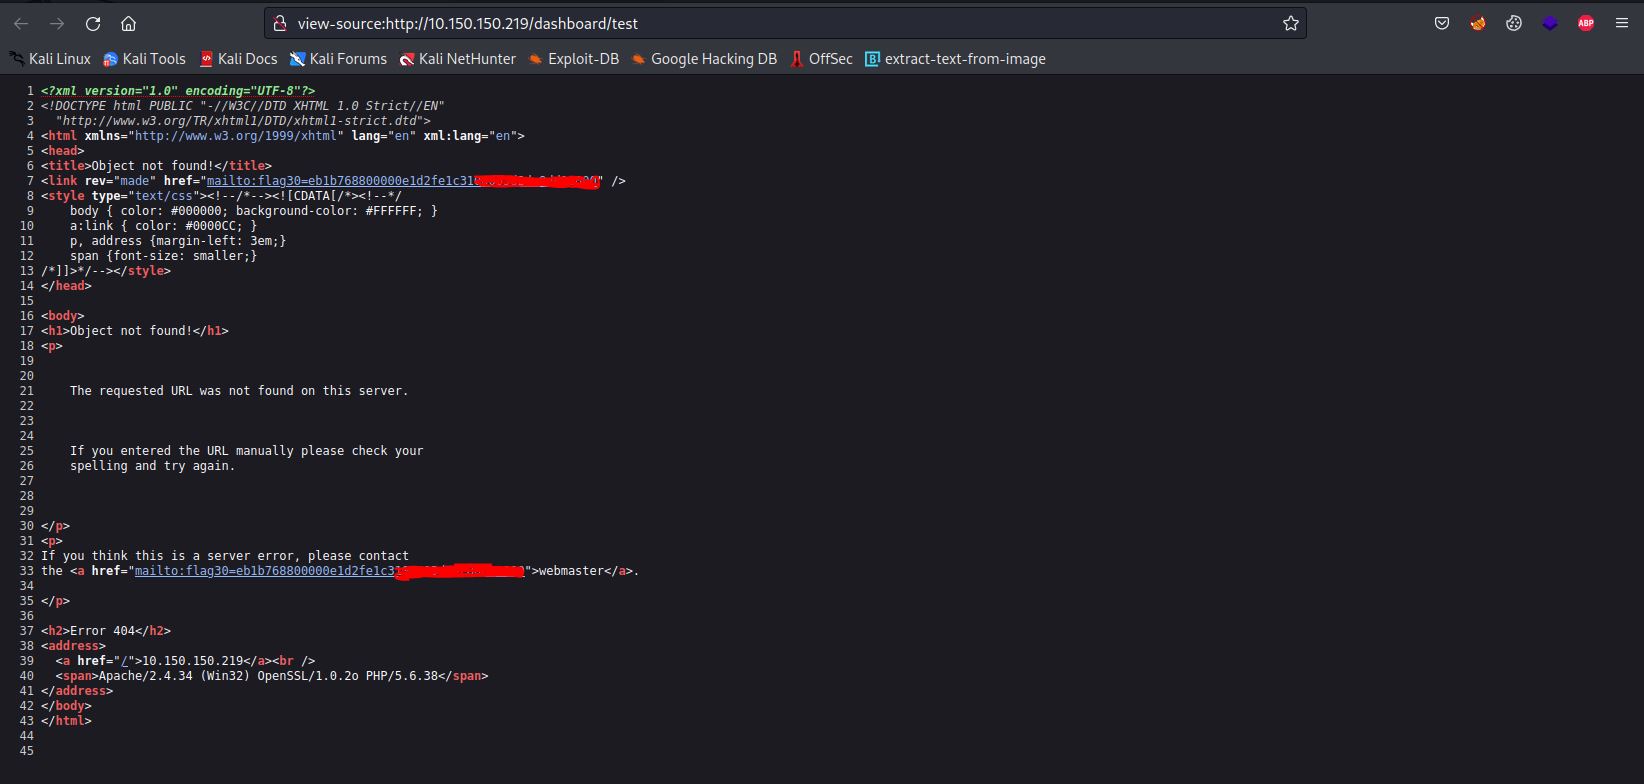 view-source:http://10.150.150.219/dashboard/test
ABP
Kali Linux Kali Tools Kali Docs Kali Forums Kali NetHunter Exploit-DB Google Hacking DB OffSec extract-text-from-image
1 <?xml version="1.0" encoding="UTF-8"?>
2 <!DOCTYPE html PUBLIC "-//W3C//DTD XHTML 1.0 Strict//EN"
3 "http://www.w3.org/TR/xhtml1/DTD/xhtml1-strict.dtd">
4 <html xmlns="http://www.w3.org/1999/xhtml" lang="en" xml:lang="en">
5 <head>
6 <title>Object not found!</title>
7 <link rev="made" href="mailto:flag30=eb1b768800000e1d2fe1c31 " />
8 <style type="text/css"><!--/*--><![CDATA[/*><!--*/
9 body { color: #000000; background-color: #FFFFFF; }
10 a:link { color: #0000CC; }
11 p, address {margin-left: 3em;}
12 span {font-size: smaller;}
13 /*]]>*/--></style>
14 </head>
15
16 <body>
17 <h1>Object not found!</h1>
18 <p>
19
20
21 The requested URL was not found on this server.
22
23
24
25 If you entered the URL manually please check your
26 spelling and try again.
27
28
29
30 </p>
31 <p>
32 If you think this is a server error, please contact
33 the <a href="mailto:flag30=eb1b768800000e1d2fe1c31 ">webmaster</a>.
34
35 </p>
36
37 <h2>Error 404</h2>
38 <address>
39 <a href="/">10.150.150.219</a><br />
40 <span>Apache/2.4.34 (Win32) OpenSSL/1.0.2o PHP/5.6.38</span>
41 </address>
42 </body>
43 </html>
44
45